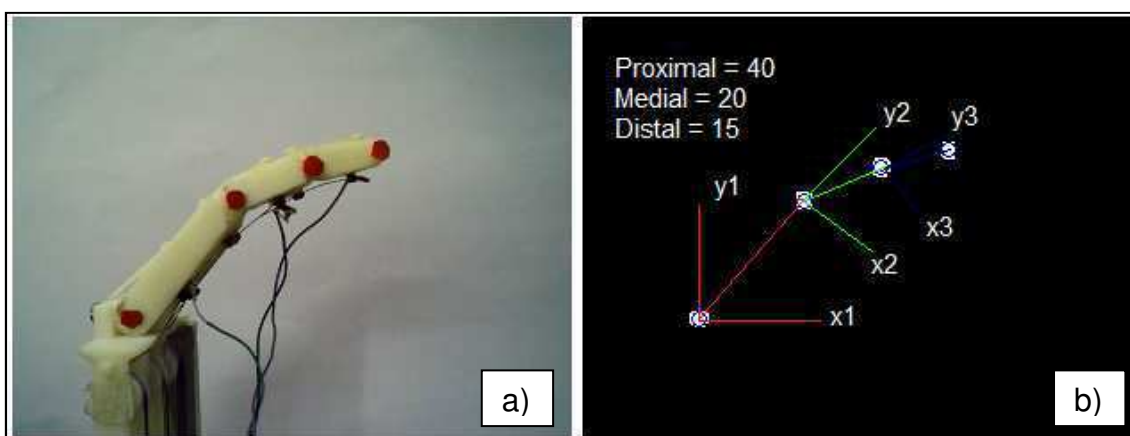 a)
Proximal = 40
Medial = 20
Distal = 15
y2
y3
y1
x3
x2
x1
b)